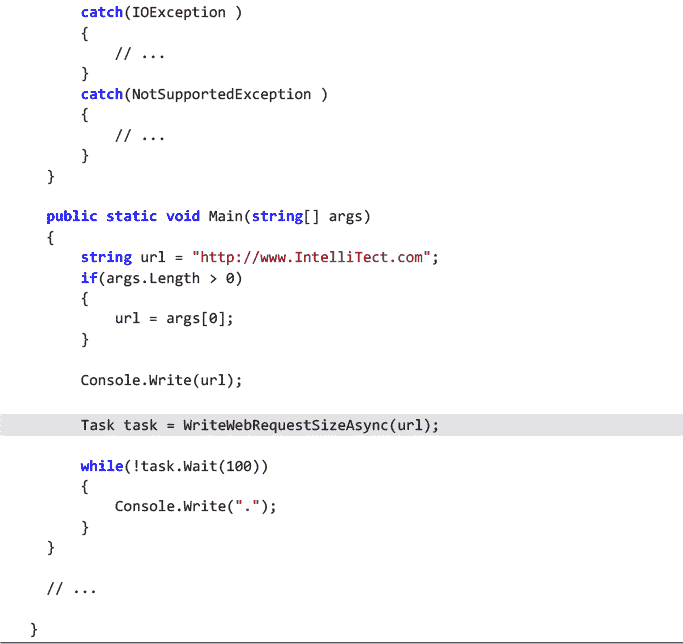 catch(IOException )
{
// ...
}
catch(NotSupportedException )
{
// ...
}
}
public static void Main(string[] args)
{
string url = "http://www.IntelliTect.com";
if(args.Length > 0)
{
url = args[0];
}
Console.Write(url);
Task task = WriteWebRequestSizeAsync(url);
while(!task.Wait(100))
{
Console.Write(".");
}
}
// ...
}